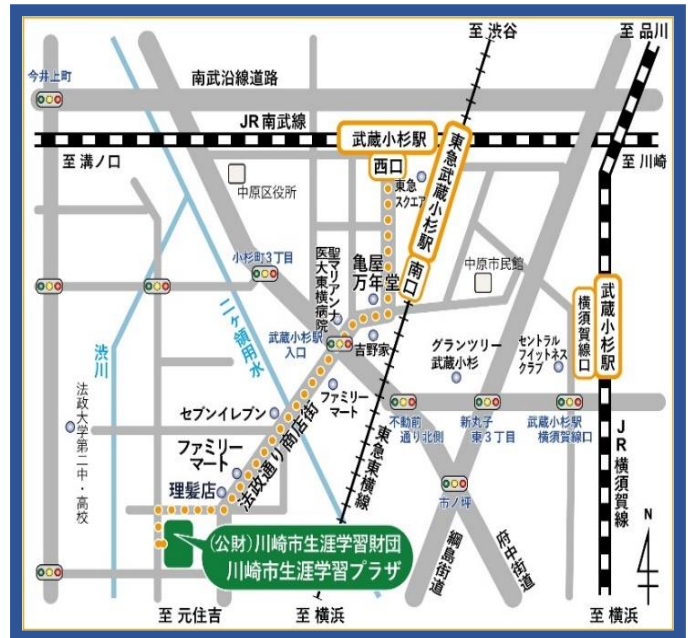 至 渋谷
至 品川
今井上町
南武沿線道路
JR南武線
武蔵小杉駅
西口
至 溝ノ口
至 川崎
中原区役所
東急
スクエア
東急武蔵小杉駅
南口
小杉町3丁目
聖マリアンナ
医大東横病院
亀屋
万年堂
中原市民館
武蔵小杉駅
横須賀線口
二ヶ領用水
渋川
武蔵小杉駅
入口
吉野家
グランツリー
武蔵小杉
セントラル
フィットネス
クラブ
ファミリー
マート
セブンイレブン
法政通り商店街
法政大学第二中・高校
不動前
通り北側
新丸子
東3丁目
武蔵小杉駅
横須賀線口
ファミリー
マート
理髪店
東急東横線
JR横須賀線
市ノ坪
(公財)川崎市生涯学習財団
川崎市生涯学習プラザ
綱島街道
府中街道
N
至 元住吉
至 横浜
至 横浜